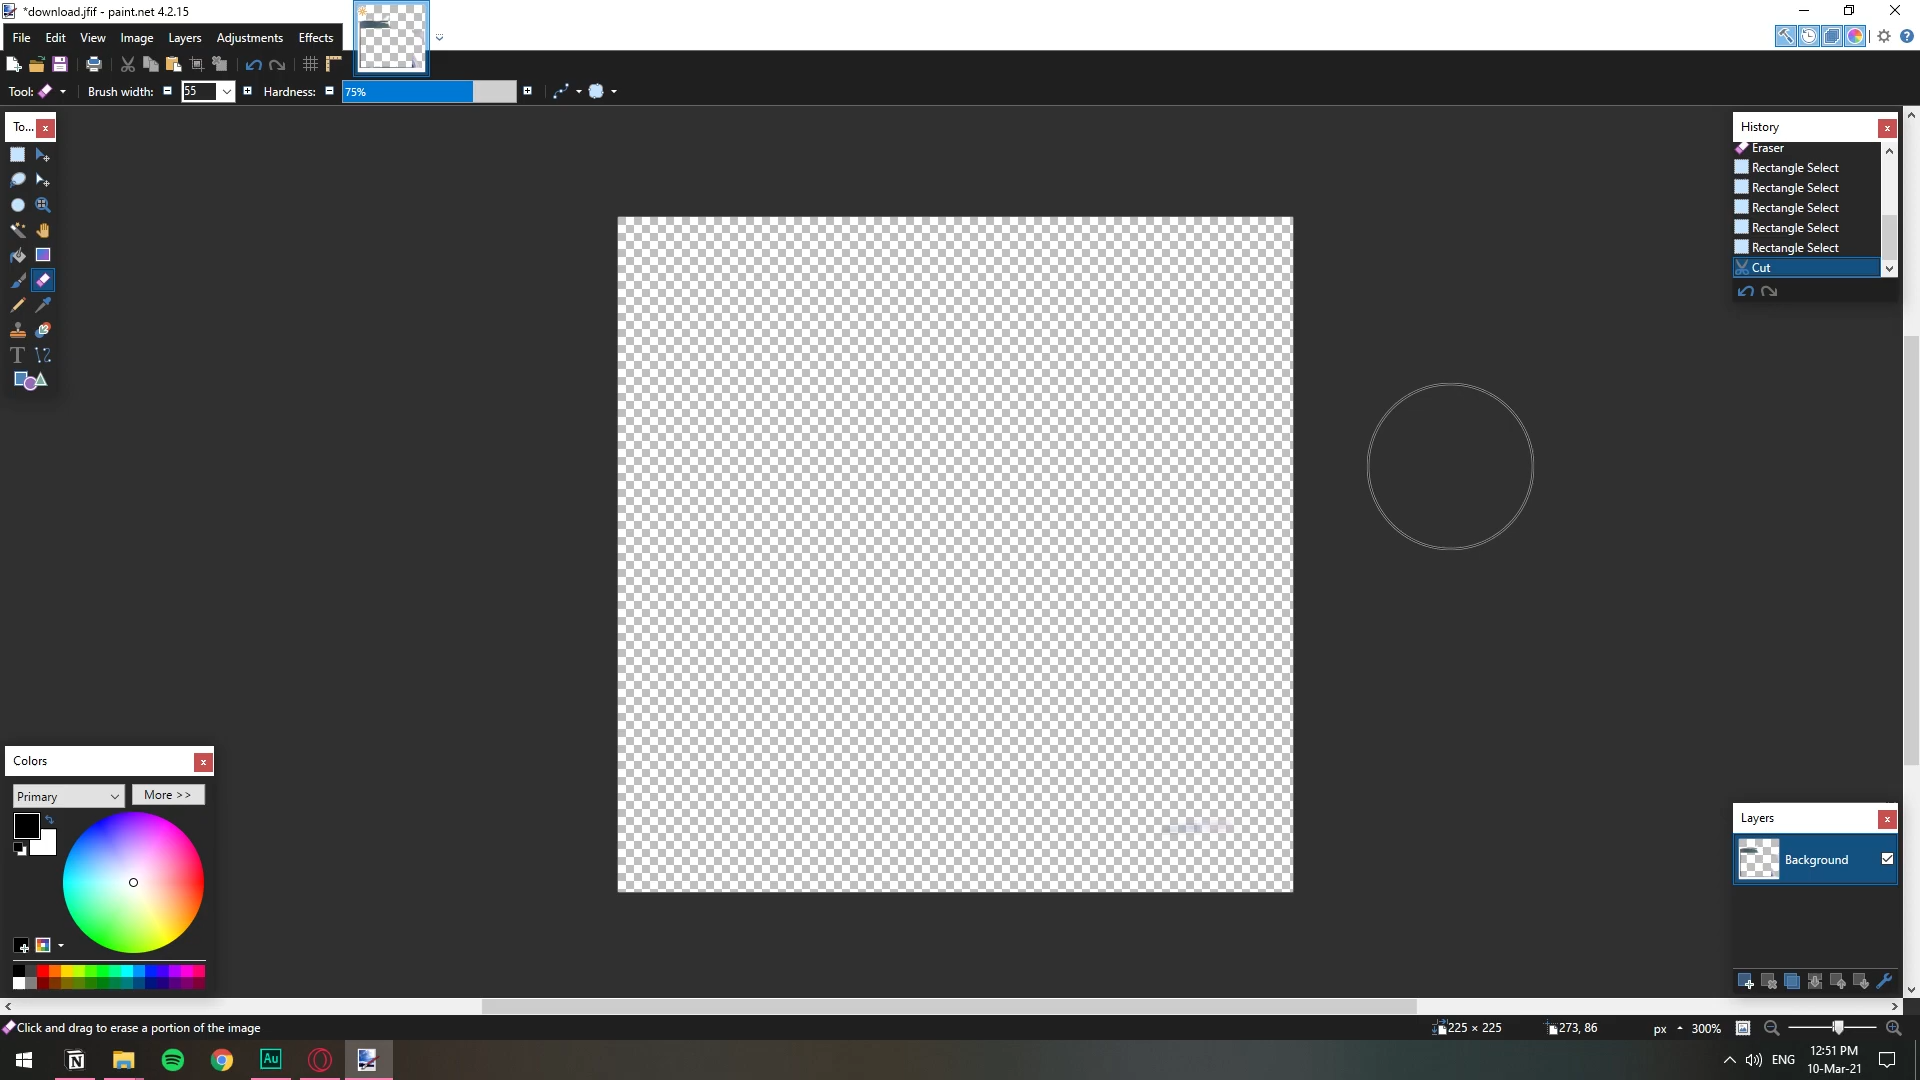 *download.jfif - paint.net 4.2.15
File Edit View Image Layers Adjustments Effects
Tool: Brush width: 55 Hardness: 75%
To...
History
Eraser
Rectangle Select
Rectangle Select
Rectangle Select
Rectangle Select
Rectangle Select
Cut
Colors
Primary More >>
Layers
Background
Click and drag to erase a portion of the image
225 × 225 273, 86 px 300%
Au ENG 12:51 PM
10-Mar-21